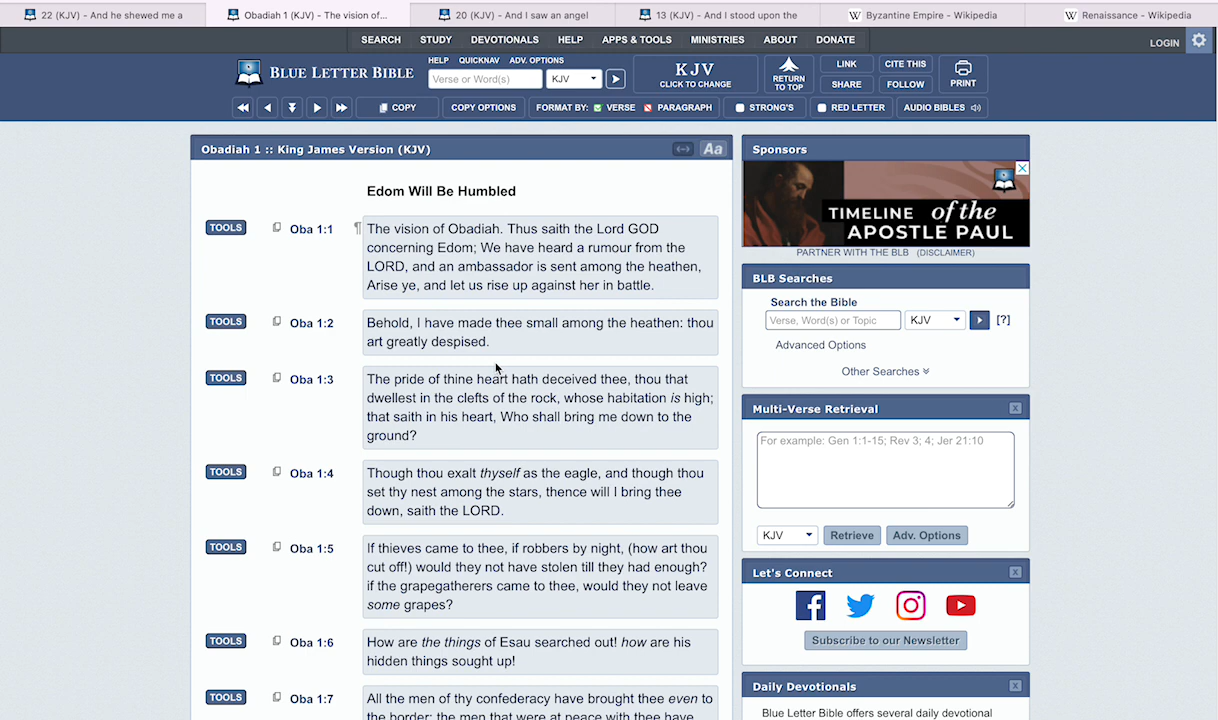 22 (KJV) - And he shewed me a
Obadiah 1 (KJV) - The vision of...
20 (KJV) - And I saw an angel
13 (KJV) - And I stood upon the
W Byzantine Empire - Wikipedia
W Renaissance - Wikipedia
SEARCH STUDY DEVOTIONALS HELP APPS & TOOLS MINISTRIES ABOUT DONATE
LOGIN
BLUE LETTER BIBLE
HELP QUICKNAV ADV. OPTIONS
Verse or Word(s) KJV
KJV
CLICK TO CHANGE
RETURN
TO TOP
LINK CITE THIS
SHARE FOLLOW
PRINT
COPY COPY OPTIONS FORMAT BY: VERSE PARAGRAPH STRONG'S RED LETTER AUDIO BIBLES
Obadiah 1 :: King James Version (KJV)
Aa
Edom Will Be Humbled
TOOLS Oba 1:1 ¶ The vision of Obadiah. Thus saith the Lord GOD
concerning Edom; We have heard a rumour from the
LORD, and an ambassador is sent among the heathen,
Arise ye, and let us rise up against her in battle.
TOOLS Oba 1:2 Behold, I have made thee small among the heathen: thou
art greatly despised.
TOOLS Oba 1:3 The pride of thine heart hath deceived thee, thou that
dwellest in the clefts of the rock, whose habitation is high;
that saith in his heart, Who shall bring me down to the
ground?
TOOLS Oba 1:4 Though thou exalt thyself as the eagle, and though thou
set thy nest among the stars, thence will I bring thee
down, saith the LORD.
TOOLS Oba 1:5 If thieves came to thee, if robbers by night, (how art thou
cut off!) would they not have stolen till they had enough?
if the grapegatherers came to thee, would they not leave
some grapes?
TOOLS Oba 1:6 How are the things of Esau searched out! how are his
hidden things sought up!
TOOLS Oba 1:7 All the men of thy confederacy have brought thee even to
the border: the men that were at peace with thee have
Sponsors
TIMELINE of the
APOSTLE PAUL
PARTNER WITH THE BLB (DISCLAIMER)
BLB Searches
Search the Bible
Verse, Word(s) or Topic KJV [?]
Advanced Options
Other Searches
Multi-Verse Retrieval X
For example: Gen 1:1-15; Rev 3; 4; Jer 21:10
KJV Retrieve Adv. Options
Let's Connect X
Subscribe to our Newsletter
Daily Devotionals X
Blue Letter Bible offers several daily devotional